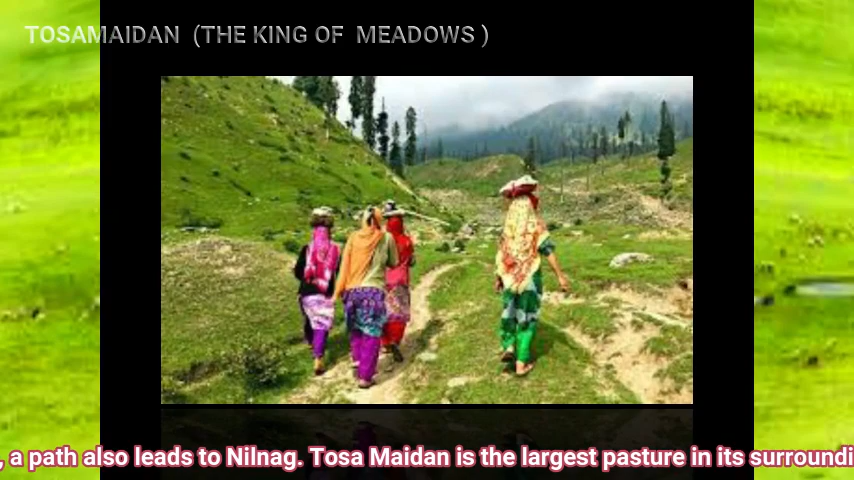 TOSAMAIDAN (THE KING OF MEADOWS )
, a path also leads to Nilnag. Tosa Maidan is the largest pasture in its surroundi